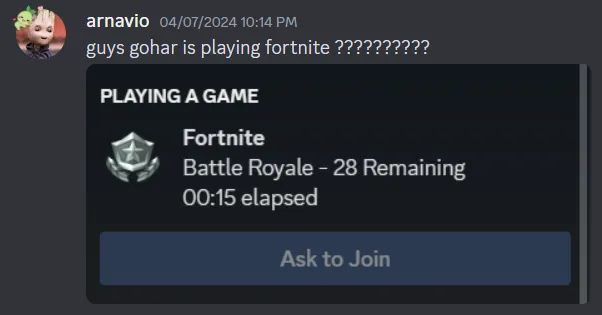 arnavio 04/07/2024 10:14 PM
guys gohar is playing fortnite ??????????
PLAYING A GAME
Fortnite
Battle Royale - 28 Remaining
00:15 elapsed
Ask to Join